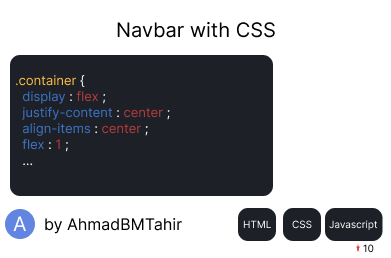 Navbar with CSS
.container {
display : flex ;
justify-content : center ;
align-items : center ;
flex : 1 ;
...
A by AhmadBMTahir
HTML CSS Javascript
10